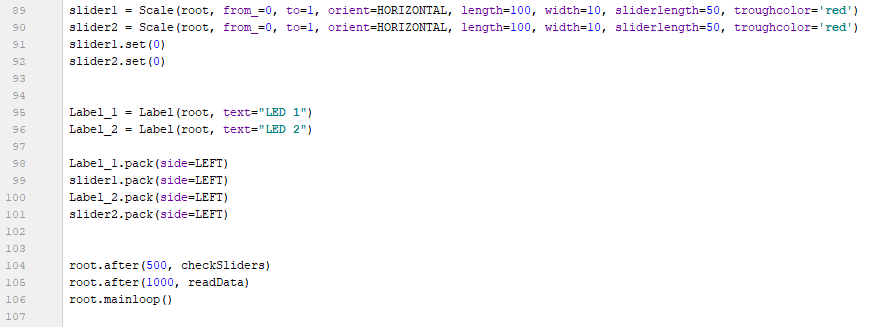 89 slider1 = Scale(root, from_=0, to=1, orient=HORIZONTAL, length=100, width=10, sliderlength=50, troughcolor='red')
90 slider2 = Scale(root, from_=0, to=1, orient=HORIZONTAL, length=100, width=10, sliderlength=50, troughcolor='red')
91 slider1.set(0)
92 slider2.set(0)
93
94
95 Label_1 = Label(root, text="LED 1")
96 Label_2 = Label(root, text="LED 2")
97
98 Label_1.pack(side=LEFT)
99 slider1.pack(side=LEFT)
100 Label_2.pack(side=LEFT)
101 slider2.pack(side=LEFT)
102
103
104 root.after(500, checkSliders)
105 root.after(1000, readData)
106 root.mainloop()
107